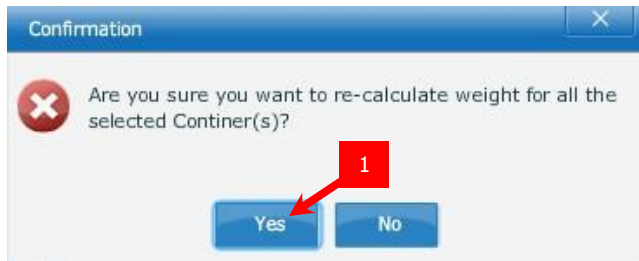 Confirmation
Are you sure you want to re-calculate weight for all the
selected Continer(s)?
1
Yes No